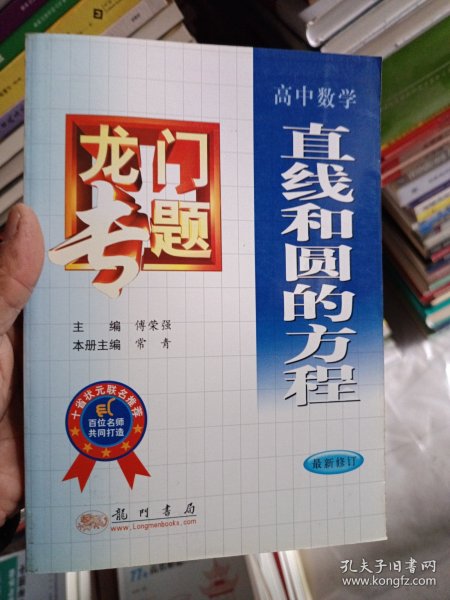 高中数学
直线和圆的方程
龙门
专题
主 编 傅荣强
本册主编 常 青
十省状元联名推荐
百位名师
共同打造
最新修订
龍門書局
www.Longmenbooks.com
孔夫子旧书网
www.kongfz.com